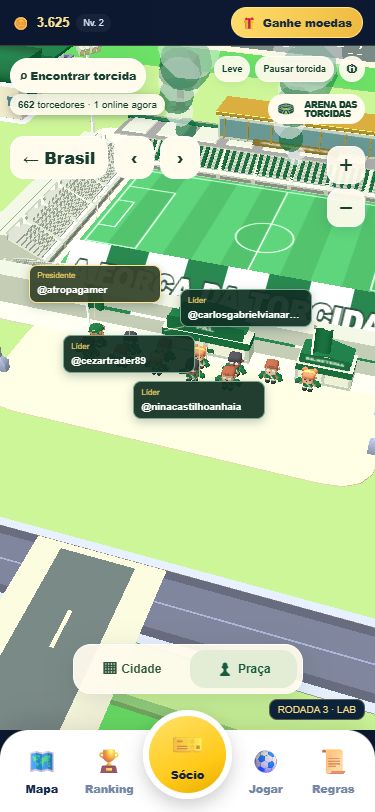 3.625 Nv. 2 Ganhe moedas
Encontrar torcida Leve Pausar torcida
662 torcedores · 1 online agora
ARENA DAS
TORCIDAS
← Brasil ‹ ›
+
−
A FORÇA DA TORCIDA
Presidente
@atropagamer
Líder
@carlosgabrielvianar...
Líder
@cezartrader89
Líder
@ninacastilhoanhaia
Cidade Praça
RODADA 3 · LAB
Mapa Ranking Sócio Jogar Regras